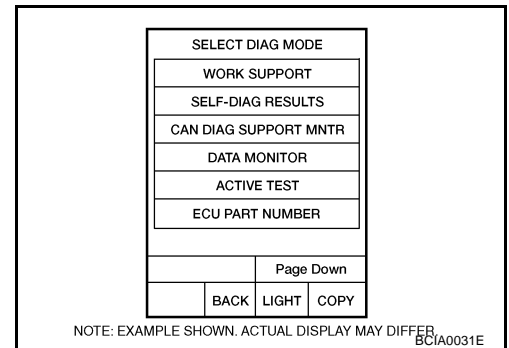 SELECT DIAG MODE
WORK SUPPORT
SELF-DIAG RESULTS
CAN DIAG SUPPORT MNTR
DATA MONITOR
ACTIVE TEST
ECU PART NUMBER
Page Down
BACK LIGHT COPY
NOTE: EXAMPLE SHOWN. ACTUAL DISPLAY MAY DIFFER.
BCIA0031E